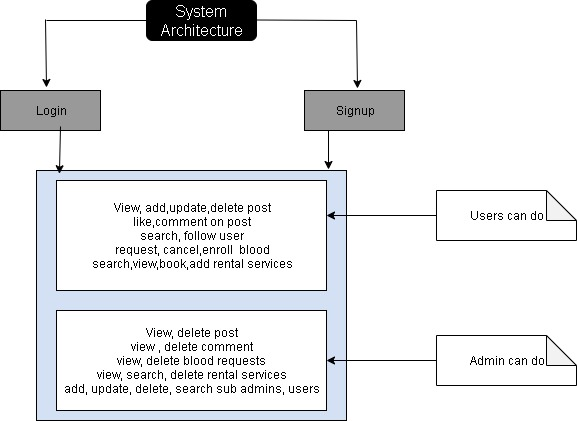 System
Architecture
Login
Signup
View, add,update,delete post
like,comment on post
search, follow user
request, cancel,enroll  blood
search,view,book,add rental services
Users can do
View, delete post
view , delete comment
view, delete blood requests
view, search, delete rental services
add, update, delete, search sub admins, users
Admin can do